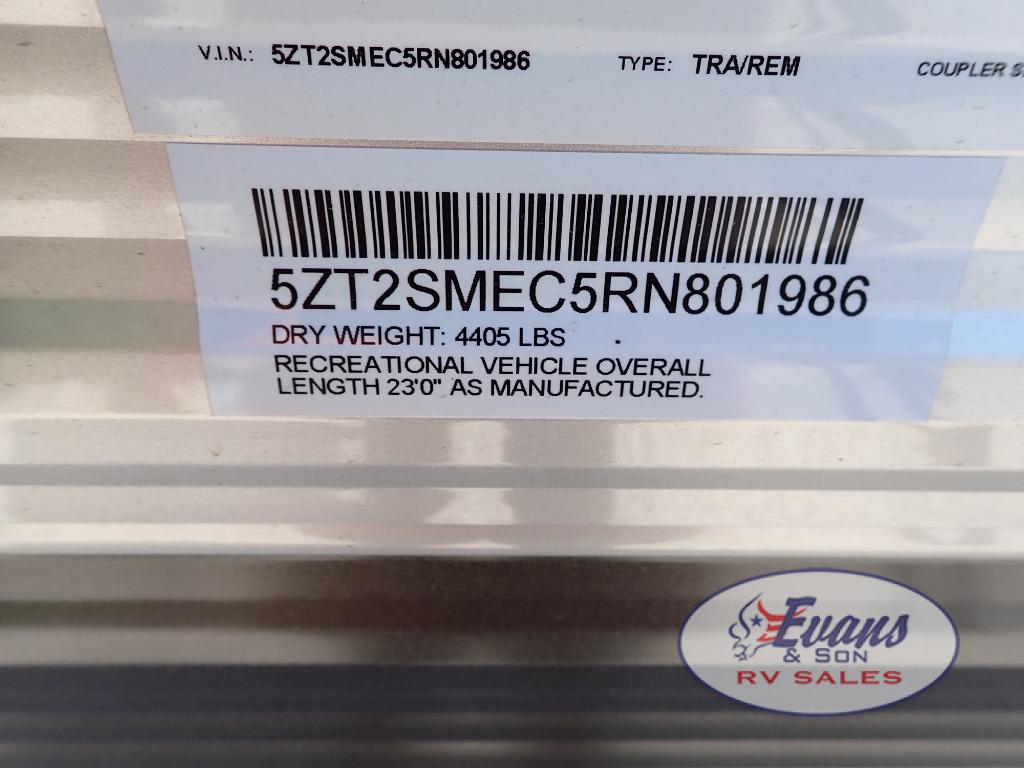 V.I.N.: 5ZT2SMEC5RN801986 TYPE: TRA/REM COUPLER
5ZT2SMEC5RN801986
DRY WEIGHT: 4405 LBS
RECREATIONAL VEHICLE OVERALL
LENGTH 23'0" AS MANUFACTURED.
Evans
& SON
RV SALES